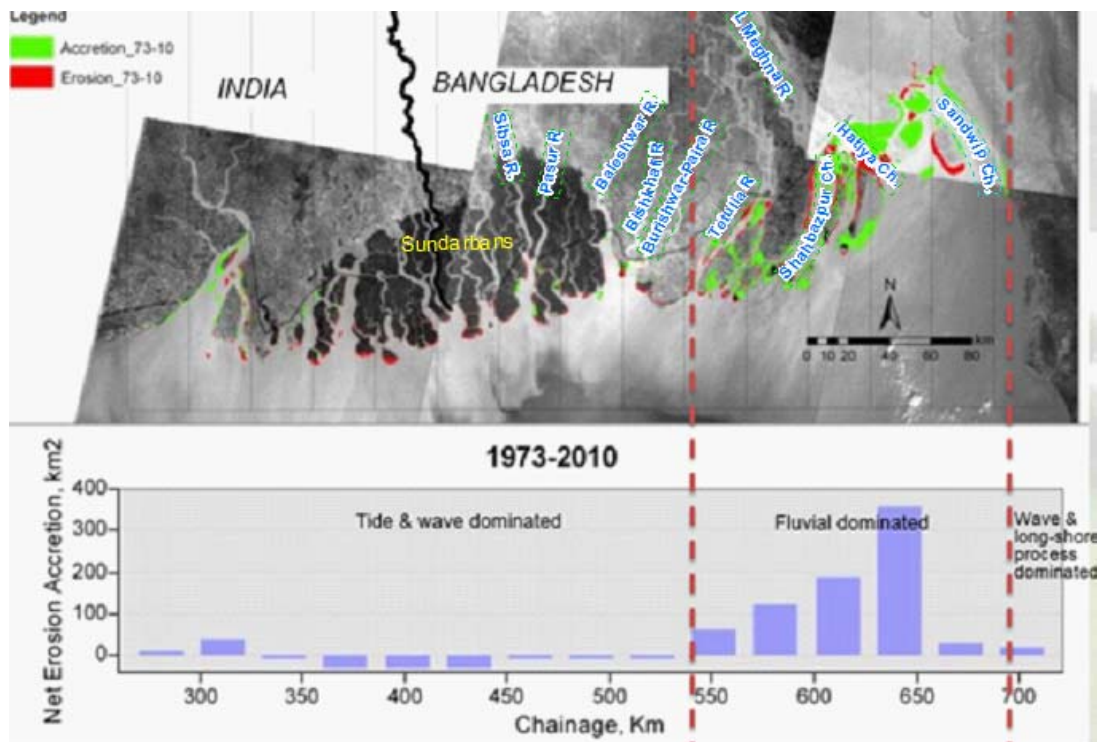 Legend
Accretion_73-10
Erosion_73-10
INDIA
BANGLADESH
L Meghna R.
Sibsa R.
Pasur R.
Baleshwar R.
Bishkhali R.
Burishwar-Paira R.
Tetulia R.
Shahbazpur Ch.
Hatiya Ch.
Sandwip Ch.
Sundarbans
N
0 10 20 40 60 80 km
1973-2010
Net Erosion Accretion, km2
400
300
200
100
0
Tide & wave dominated
Fluvial dominated
Wave &
long-shore
process
dominated
300 350 400 450 500 550 600 650 700
Chainage, Km